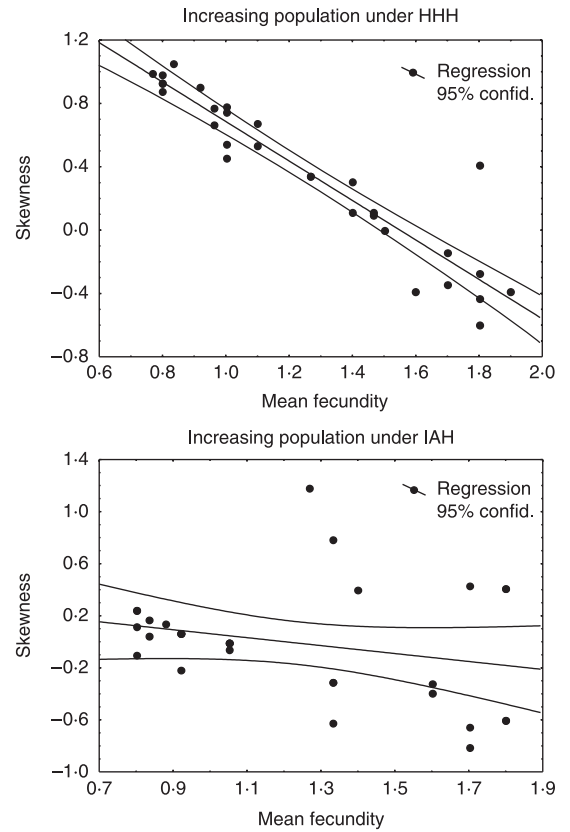 Increasing population under HHH
1·2
0·8
0·4
0·0
−0·4
−0·8
Skewness
Regression
95% confid.
0·6 0·8 1·0 1·2 1·4 1·6 1·8 2·0
Mean fecundity
Increasing population under IAH
1·4
1·0
0·6
0·2
−0·2
−0·6
−1·0
Skewness
Regression
95% confid.
0·7 0·9 1·1 1·3 1·5 1·7 1·9
Mean fecundity